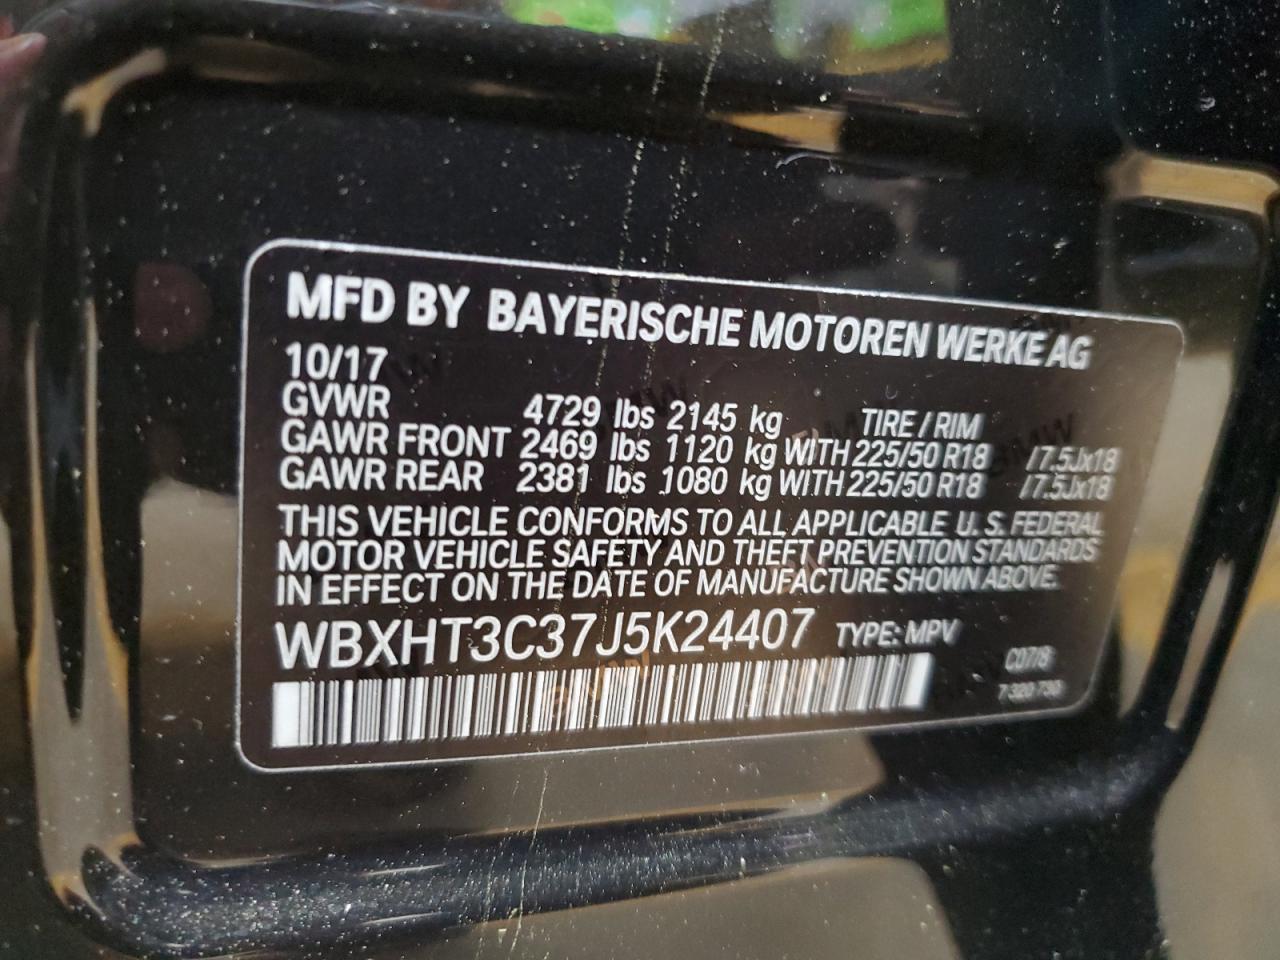 MFD BY BAYERISCHE MOTOREN WERKE AG
10/17
GVWR 4729 lbs 2145 kg TIRE / RIM
GAWR FRONT 2469 lbs 1120 kg WITH 225/50 R18 /7.5Jx18
GAWR REAR 2381 lbs 1080 kg WITH 225/50 R18 /7.5Jx18
THIS VEHICLE CONFORMS TO ALL APPLICABLE U. S. FEDERAL
MOTOR VEHICLE SAFETY AND THEFT PREVENTION STANDARDS
IN EFFECT ON THE DATE OF MANUFACTURE SHOWN ABOVE.
WBXHT3C37J5K24407 TYPE: MPV
C07/8